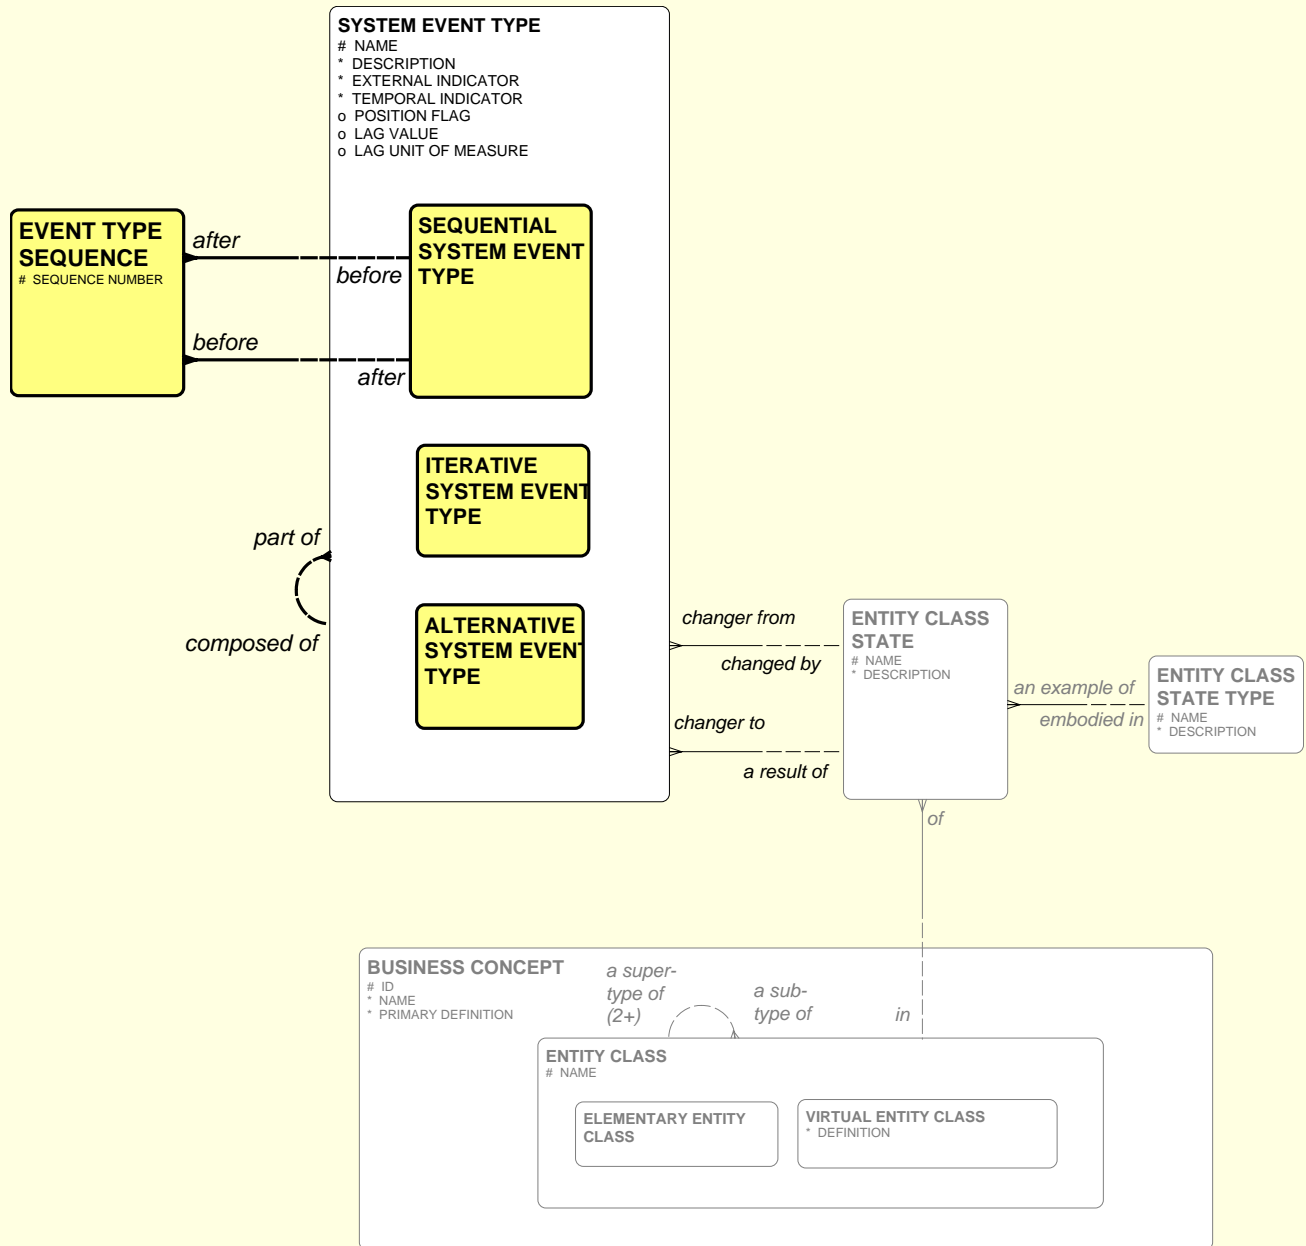 SYSTEM EVENT TYPE
# NAME
* DESCRIPTION
* EXTERNAL INDICATOR
* TEMPORAL INDICATOR
o POSITION FLAG
o LAG VALUE
o LAG UNIT OF MEASURE
EVENT TYPE
SEQUENCE
# SEQUENCE NUMBER
after
before
before
after
SEQUENTIAL
SYSTEM EVENT
TYPE
ITERATIVE
SYSTEM EVENT
TYPE
part of
composed of
ALTERNATIVE
SYSTEM EVENT
TYPE
changer from
changed by
changer to
a result of
ENTITY CLASS
STATE
# NAME
* DESCRIPTION
an example of
embodied in
ENTITY CLASS
STATE TYPE
# NAME
* DESCRIPTION
of
in
BUSINESS CONCEPT
# ID
* NAME
* PRIMARY DEFINITION
a super-
type of
(2+)
a sub-
type of
ENTITY CLASS
# NAME
ELEMENTARY ENTITY
CLASS
VIRTUAL ENTITY CLASS
* DEFINITION